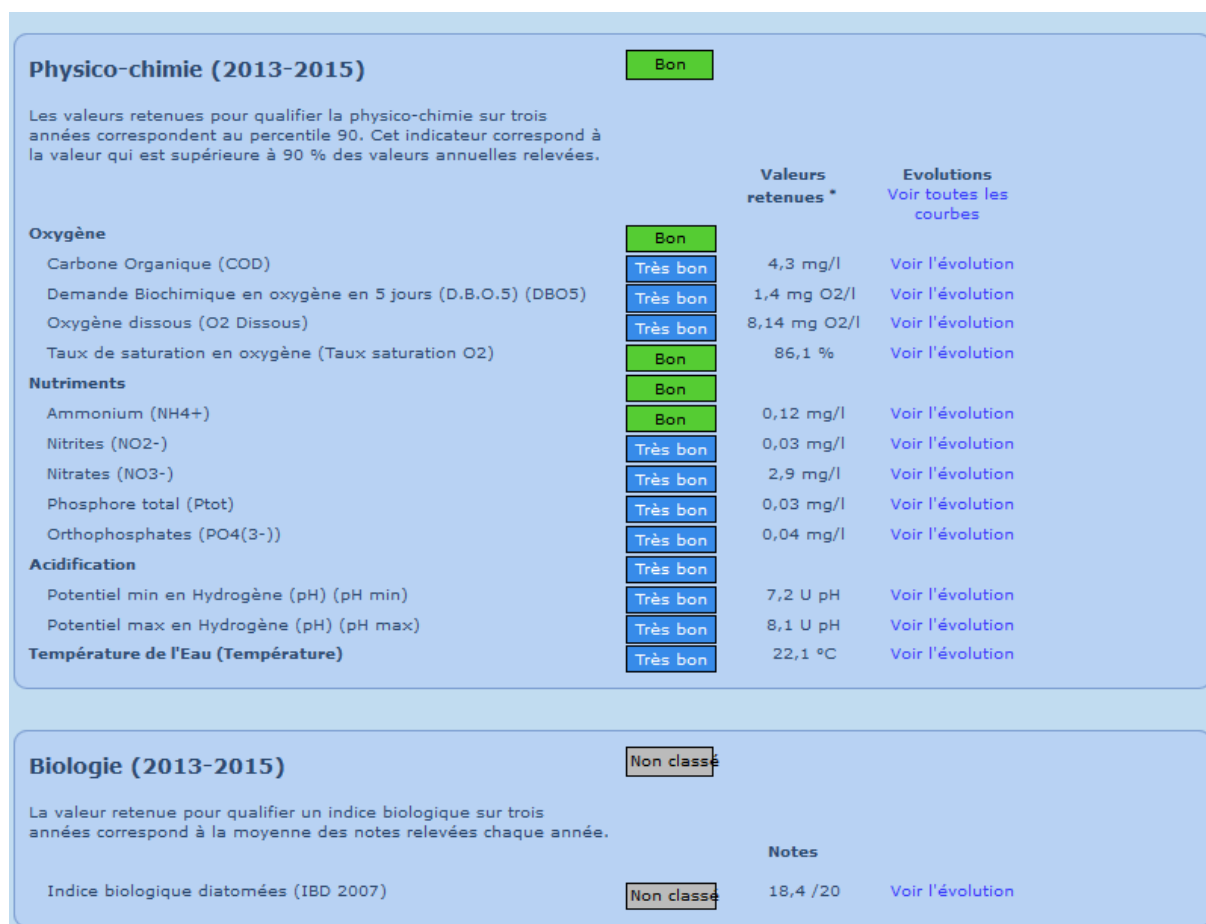 Physico-chimie (2013-2015) Bon
Les valeurs retenues pour qualifier la physico-chimie sur trois
années correspondent au percentile 90. Cet indicateur correspond à
la valeur qui est supérieure à 90 % des valeurs annuelles relevées.
Valeurs Evolutions
retenues * Voir toutes les
courbes
Oxygène Bon
Carbone Organique (COD) Très bon 4,3 mg/l Voir l'évolution
Demande Biochimique en oxygène en 5 jours (D.B.O.5) (DBO5) Très bon 1,4 mg O2/l Voir l'évolution
Oxygène dissous (O2 Dissous) Très bon 8,14 mg O2/l Voir l'évolution
Taux de saturation en oxygène (Taux saturation O2) Bon 86,1 % Voir l'évolution
Nutriments Bon
Ammonium (NH4+) Bon 0,12 mg/l Voir l'évolution
Nitrites (NO2-) Très bon 0,03 mg/l Voir l'évolution
Nitrates (NO3-) Très bon 2,9 mg/l Voir l'évolution
Phosphore total (Ptot) Très bon 0,03 mg/l Voir l'évolution
Orthophosphates (PO4(3-)) Très bon 0,04 mg/l Voir l'évolution
Acidification Très bon
Potentiel min en Hydrogène (pH) (pH min) Très bon 7,2 U pH Voir l'évolution
Potentiel max en Hydrogène (pH) (pH max) Très bon 8,1 U pH Voir l'évolution
Température de l'Eau (Température) Très bon 22,1 °C Voir l'évolution
Biologie (2013-2015) Non classé
La valeur retenue pour qualifier un indice biologique sur trois
années correspond à la moyenne des notes relevées chaque année.
Notes
Indice biologique diatomées (IBD 2007) Non classé 18,4 /20 Voir l'évolution